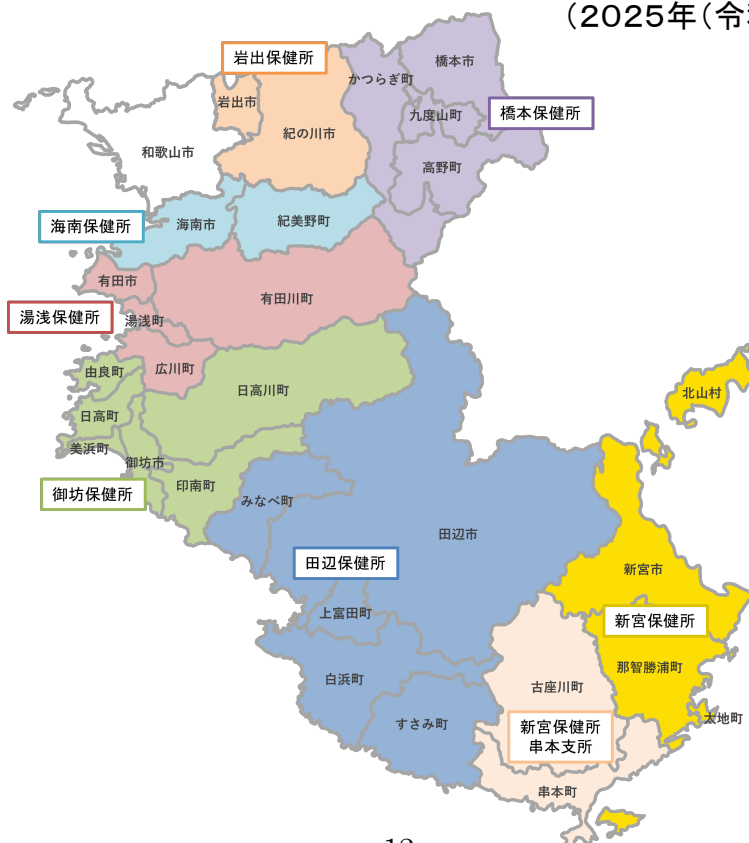 (2025年(令
岩出保健所
橋本市
かつらぎ町
岩出市
九度山町
橋本保健所
紀の川市
和歌山市
高野町
海南保健所
海南市
紀美野町
有田市
有田川町
湯浅保健所
湯浅町
広川町
由良町
日高川町
北山村
日高町
美浜町
御坊市
印南町
御坊保健所
みなべ町
田辺市
田辺保健所
新宮市
上富田町
新宮保健所
那智勝浦町
白浜町
古座川町
すさみ町
太地町
新宮保健所
串本支所
串本町